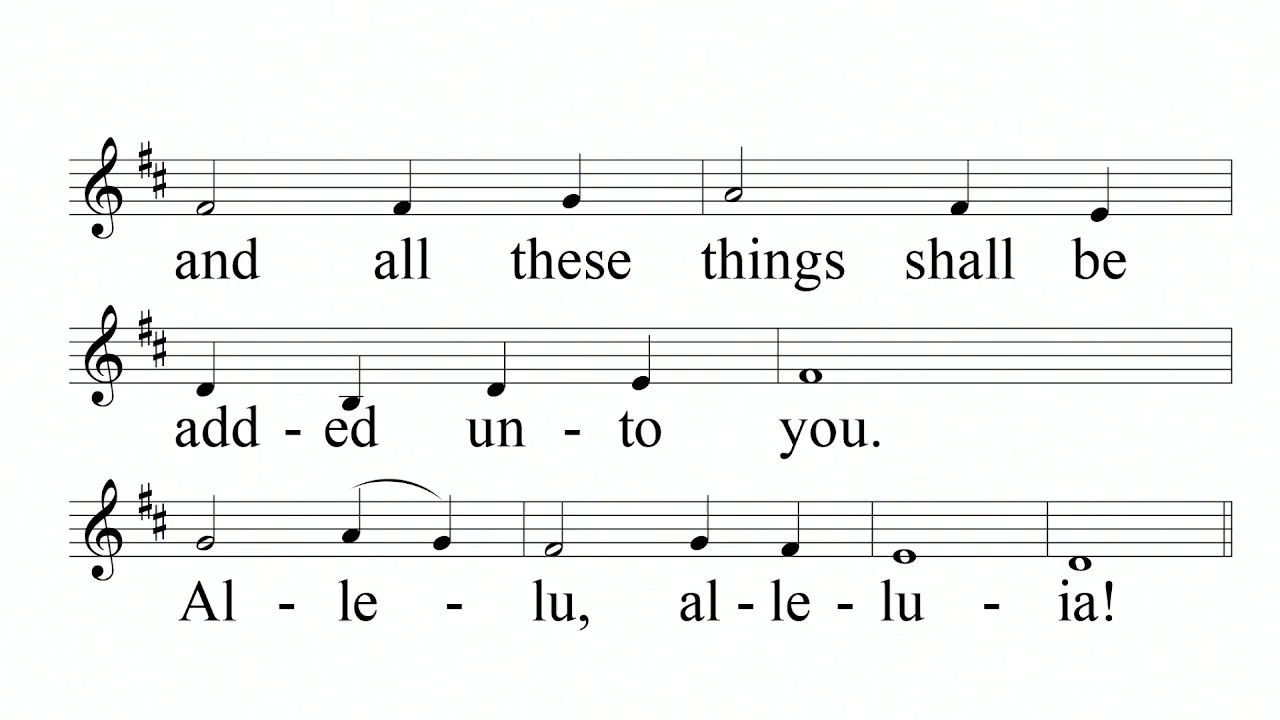 and all these things shall be
add - ed un - to you.
Al - le - lu, al - le - lu - ia!